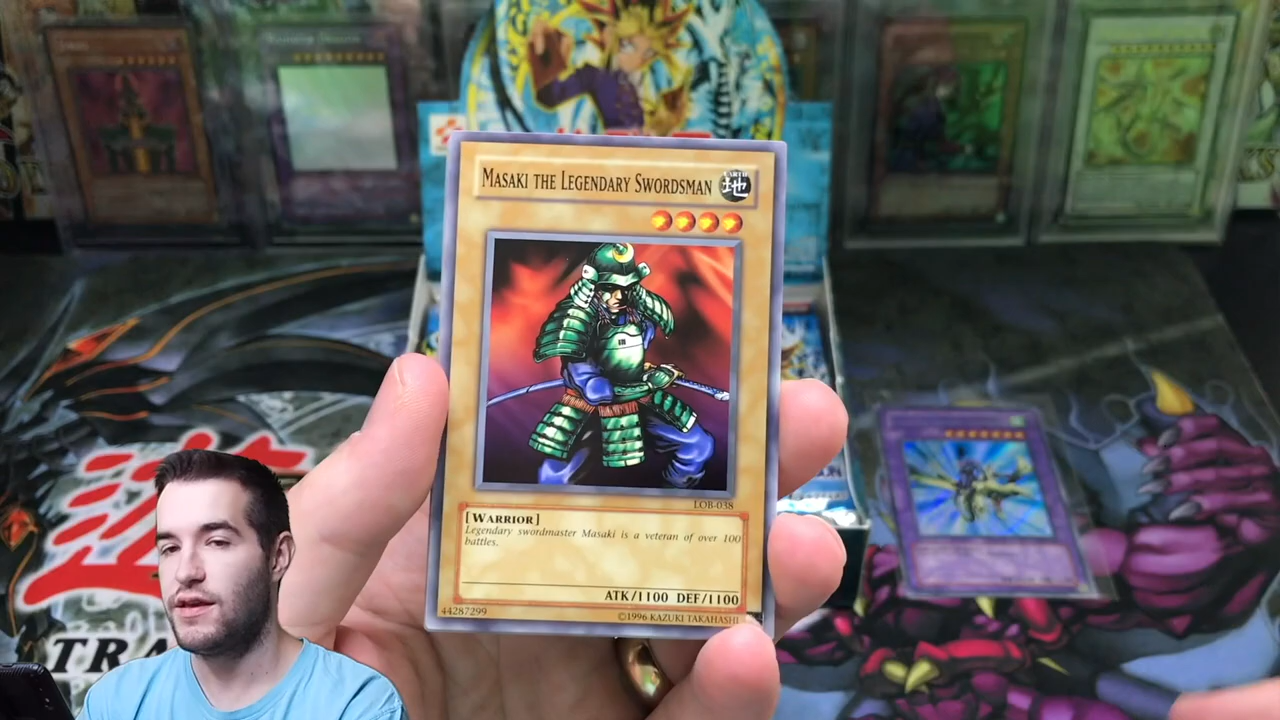 MASAKI THE LEGENDARY SWORDSMAN
EARTH
地
LOB-038
[WARRIOR]
Legendary swordmaster Masaki is a veteran of over 100
battles.
ATK/1100 DEF/1100
44287299
©1996 KAZUKI TAKAHASHI
TRA